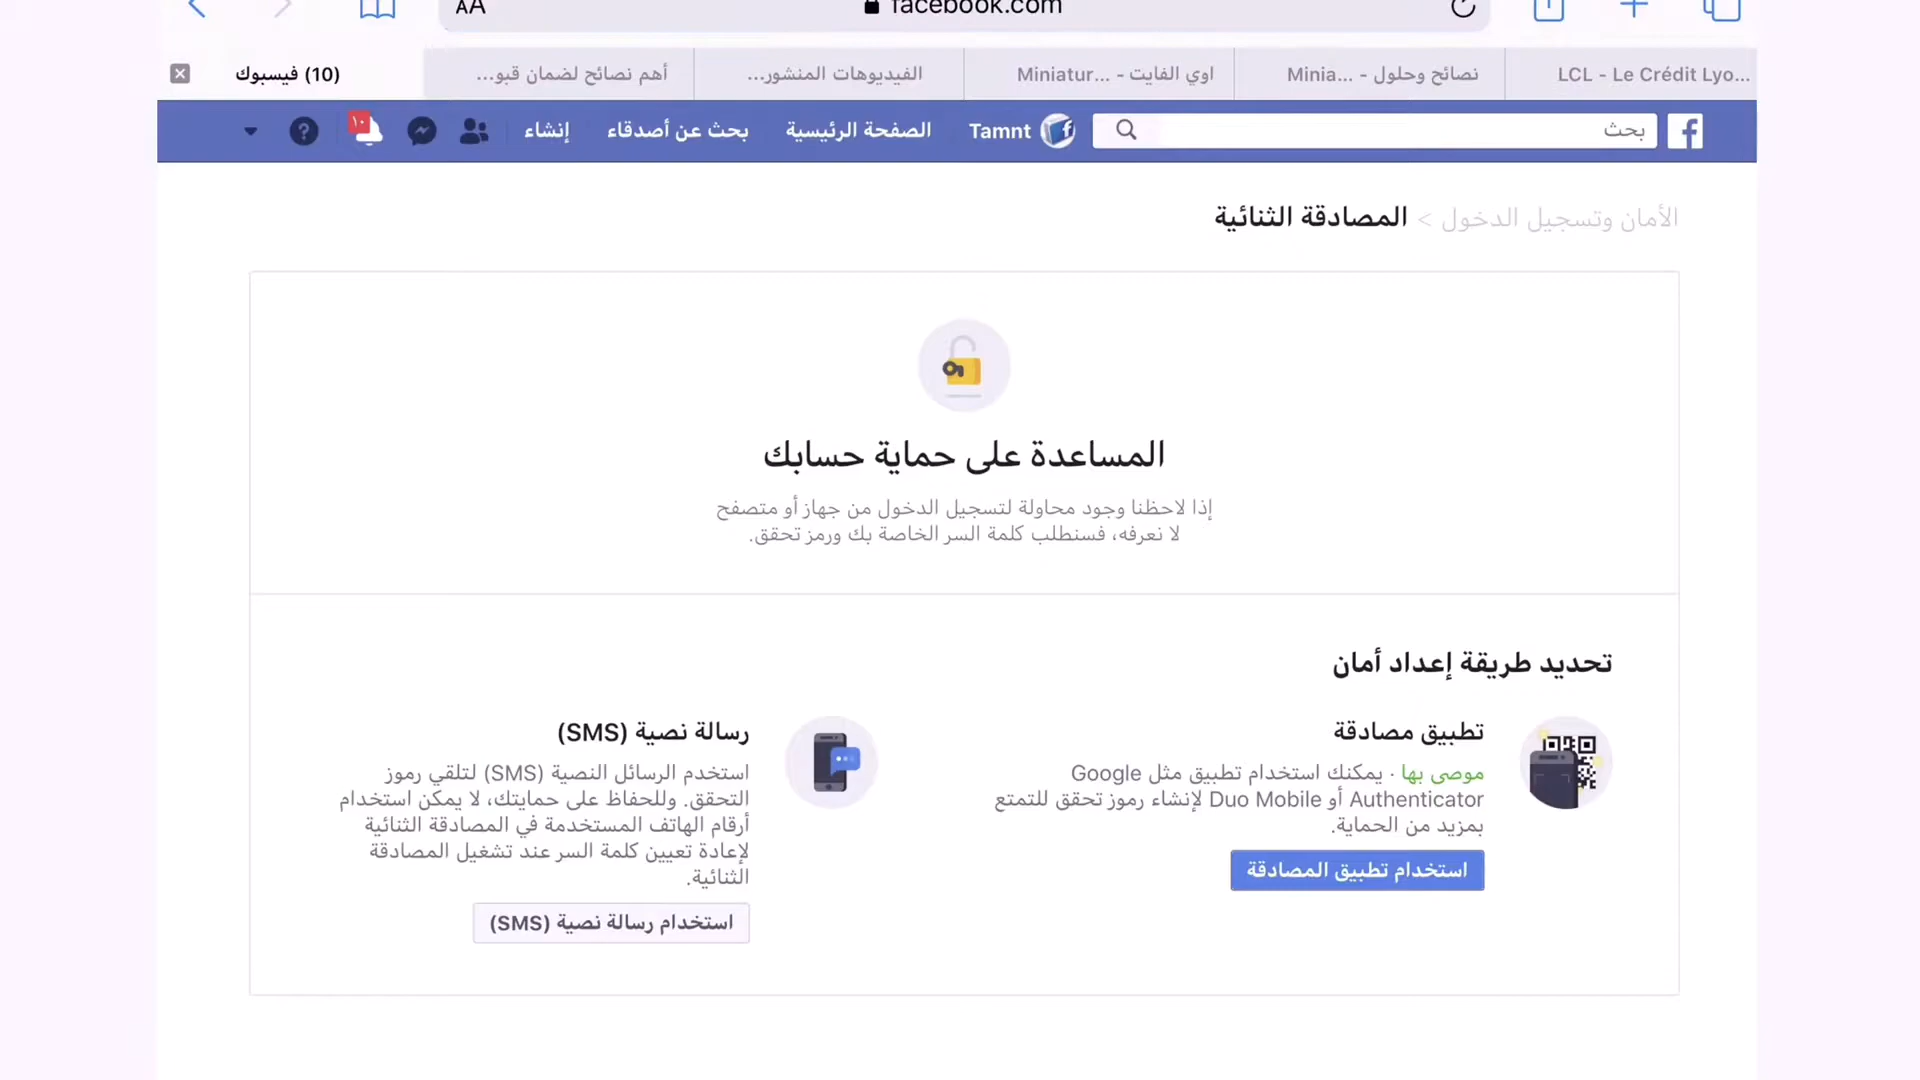 AA
facebook.com
(10) فيسبوك
أهم نصائح لضمان قبو...
الفيديوهات المنشور...
اوي الفايت - ...Miniatur
نصائح وحلول - ...Minia
LCL - Le Crédit Lyo...
بحث
Tamnt
الصفحة الرئيسية
بحث عن أصدقاء
إنشاء
١٠
الأمان وتسجيل الدخول > المصادقة الثنائية
المساعدة على حماية حسابك
إذا لاحظنا وجود محاولة لتسجيل الدخول من جهاز أو متصفح
لا نعرفه، فسنطلب كلمة السر الخاصة بك ورمز تحقق.
تحديد طريقة إعداد أمان
تطبيق مصادقة
موصى بها · يمكنك استخدام تطبيق مثل Google
Authenticator أو Duo Mobile لإنشاء رموز تحقق للتمتع
بمزيد من الحماية.
استخدام تطبيق المصادقة
رسالة نصية (SMS)
استخدم الرسائل النصية (SMS) لتلقي رموز
التحقق. وللحفاظ على حمايتك، لا يمكن استخدام
أرقام الهاتف المستخدمة في المصادقة الثنائية
لإعادة تعيين كلمة السر عند تشغيل المصادقة
الثنائية.
استخدام رسالة نصية (SMS)